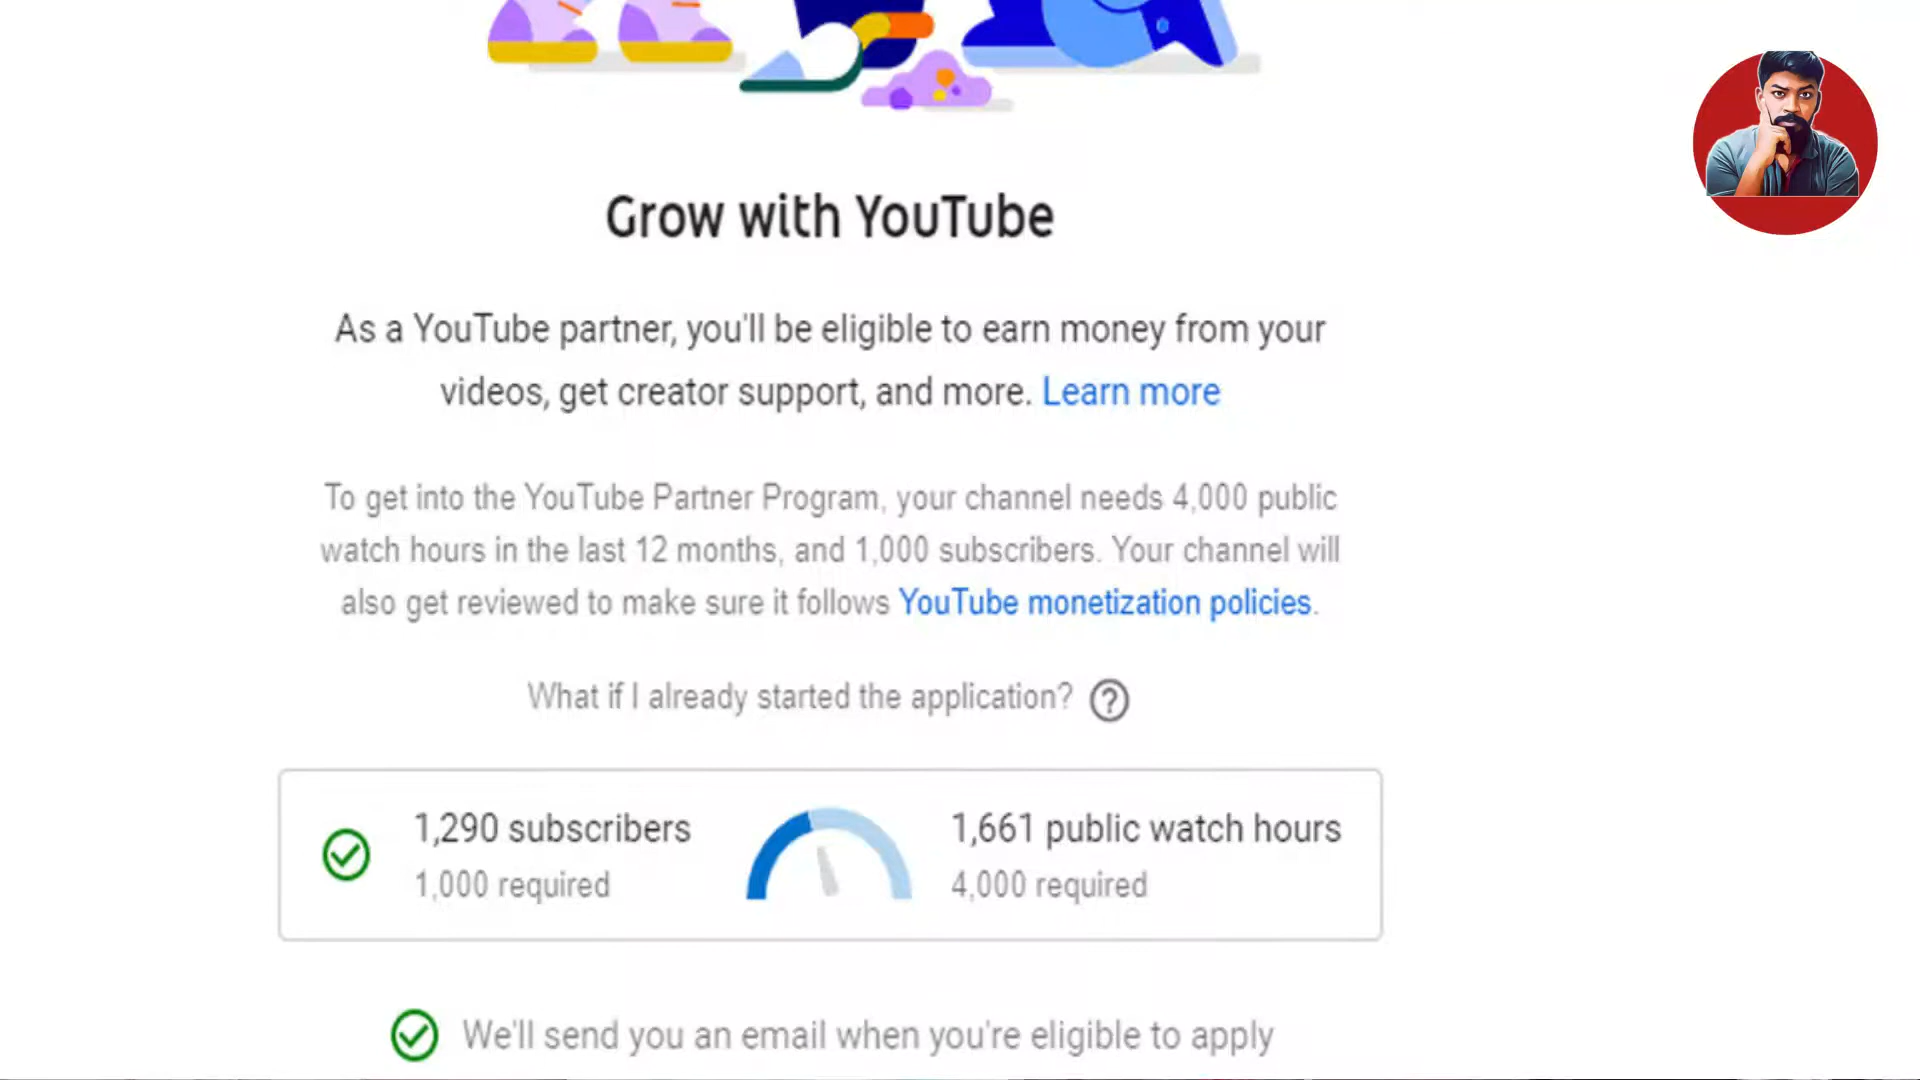 Grow with YouTube
As a YouTube partner, you'll be eligible to earn money from your
videos, get creator support, and more. Learn more
To get into the YouTube Partner Program, your channel needs 4,000 public
watch hours in the last 12 months, and 1,000 subscribers. Your channel will
also get reviewed to make sure it follows YouTube monetization policies.
What if I already started the application? ?
1,290 subscribers
1,000 required
1,661 public watch hours
4,000 required
We'll send you an email when you're eligible to apply